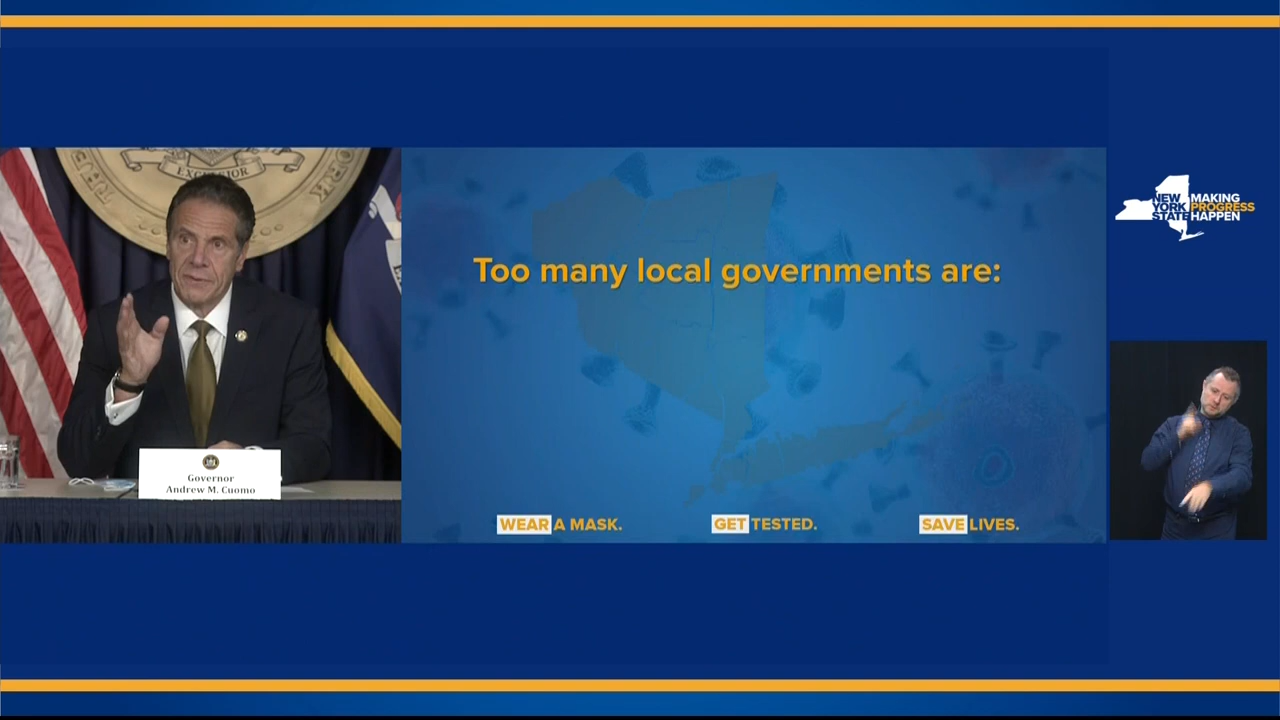 EXCELSIOR
Governor
Andrew M. Cuomo
Too many local governments are:
WEAR A MASK.
GET TESTED.
SAVE LIVES.
NEW
YORK
STATE
MAKING
PROGRESS
HAPPEN